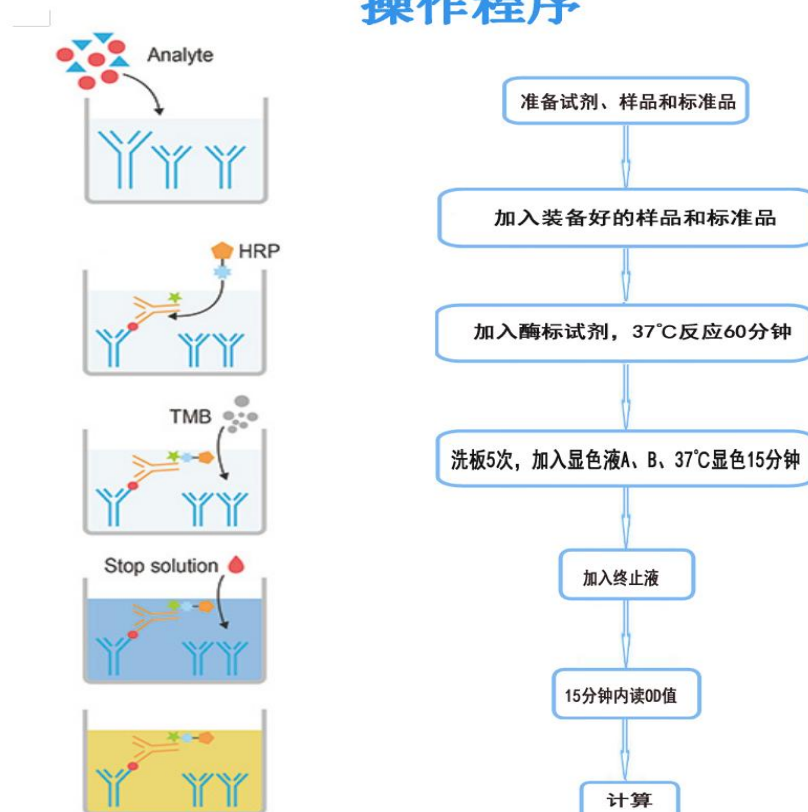 操作程序
Analyte
准备试剂、样品和标准品
加入装备好的样品和标准品
HRP
加入酶标试剂，37℃反应60分钟
TMB
洗板5次，加入显色液A、B、37℃显色15分钟
Stop solution
加入终止液
15分钟内读OD值
计算